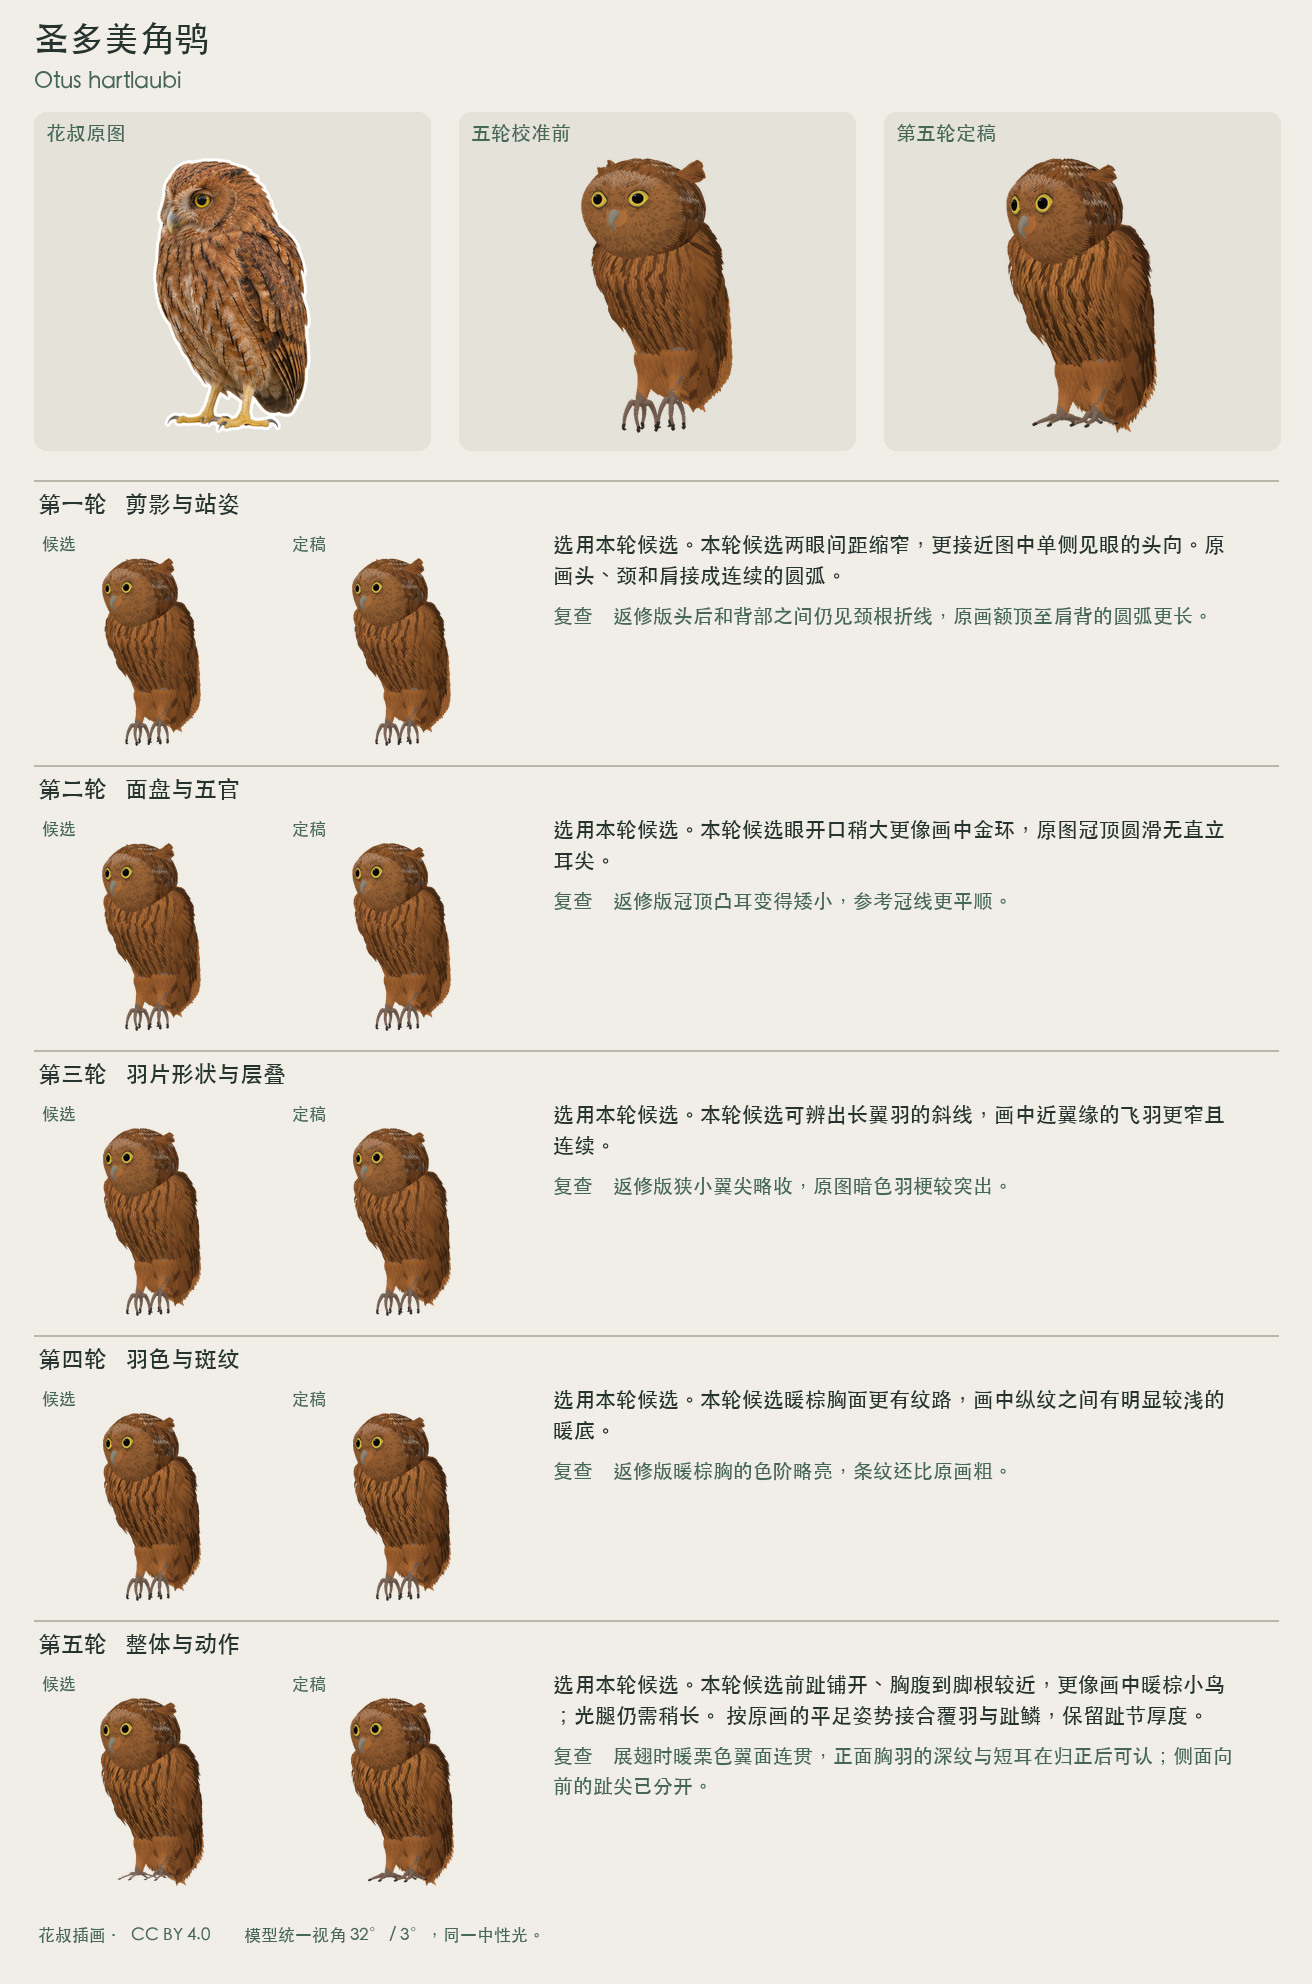 圣多美角鸮
Otus hartlaubi
花叔原图
五轮校准前
第五轮定稿
第一轮 剪影与站姿
候选
定稿
选用本轮候选。本轮候选两眼间距缩窄，更接近图中单侧见眼的头向。原
画头、颈和肩接成连续的圆弧。
复查 返修版头后和背部之间仍见颈根折线，原画额顶至肩背的圆弧更长。
第二轮 面盘与五官
候选
定稿
选用本轮候选。本轮候选眼开口稍大更像画中金环，原图冠顶圆滑无直立
耳尖。
复查 返修版冠顶凸耳变得矮小，参考冠线更平顺。
第三轮 羽片形状与层叠
候选
定稿
选用本轮候选。本轮候选可辨出长翼羽的斜线，画中近翼缘的飞羽更窄且
连续。
复查 返修版狭小翼尖略收，原图暗色羽梗较突出。
第四轮 羽色与斑纹
候选
定稿
选用本轮候选。本轮候选暖棕胸面更有纹路，画中纵纹之间有明显较浅的
暖底。
复查 返修版暖棕胸的色阶略亮，条纹还比原画粗。
第五轮 整体与动作
候选
定稿
选用本轮候选。本轮候选前趾铺开、胸腹到脚根较近，更像画中暖棕小鸟
；光腿仍需稍长。 按原画的平足姿势接合覆羽与趾鳞，保留趾节厚度。
复查 展翅时暖栗色翼面连贯，正面胸羽的深纹与短耳在归正后可认；侧面向
前的趾尖已分开。
花叔插画· CC BY 4.0 模型统一视角 32° / 3° ，同一中性光。